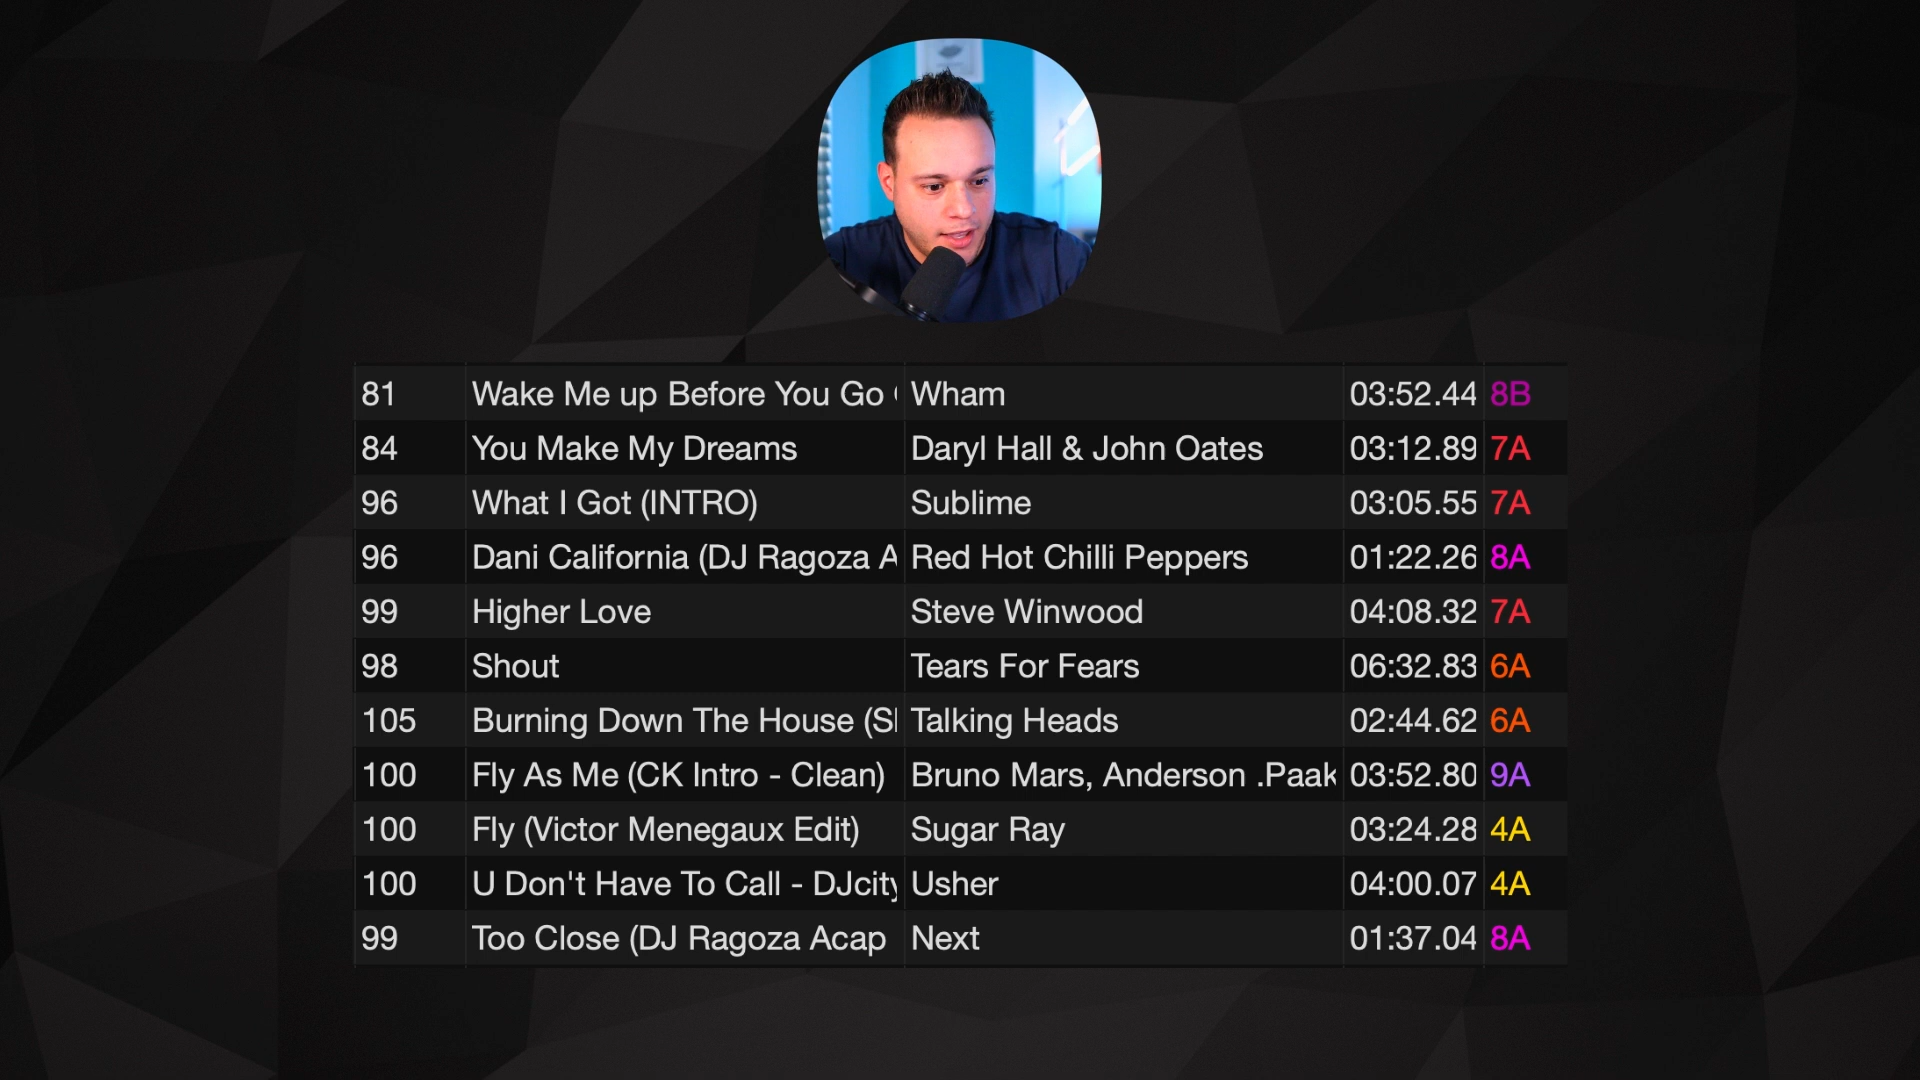 81 Wake Me up Before You Go Wham 03:52.44 8B
84 You Make My Dreams Daryl Hall & John Oates 03:12.89 7A
96 What I Got (INTRO) Sublime 03:05.55 7A
96 Dani California (DJ Ragoza A Red Hot Chilli Peppers 01:22.26 8A
99 Higher Love Steve Winwood 04:08.32 7A
98 Shout Tears For Fears 06:32.83 6A
105 Burning Down The House (S Talking Heads 02:44.62 6A
100 Fly As Me (CK Intro - Clean) Bruno Mars, Anderson .Paak 03:52.80 9A
100 Fly (Victor Menegaux Edit) Sugar Ray 03:24.28 4A
100 U Don't Have To Call - DJcity Usher 04:00.07 4A
99 Too Close (DJ Ragoza Acap Next 01:37.04 8A